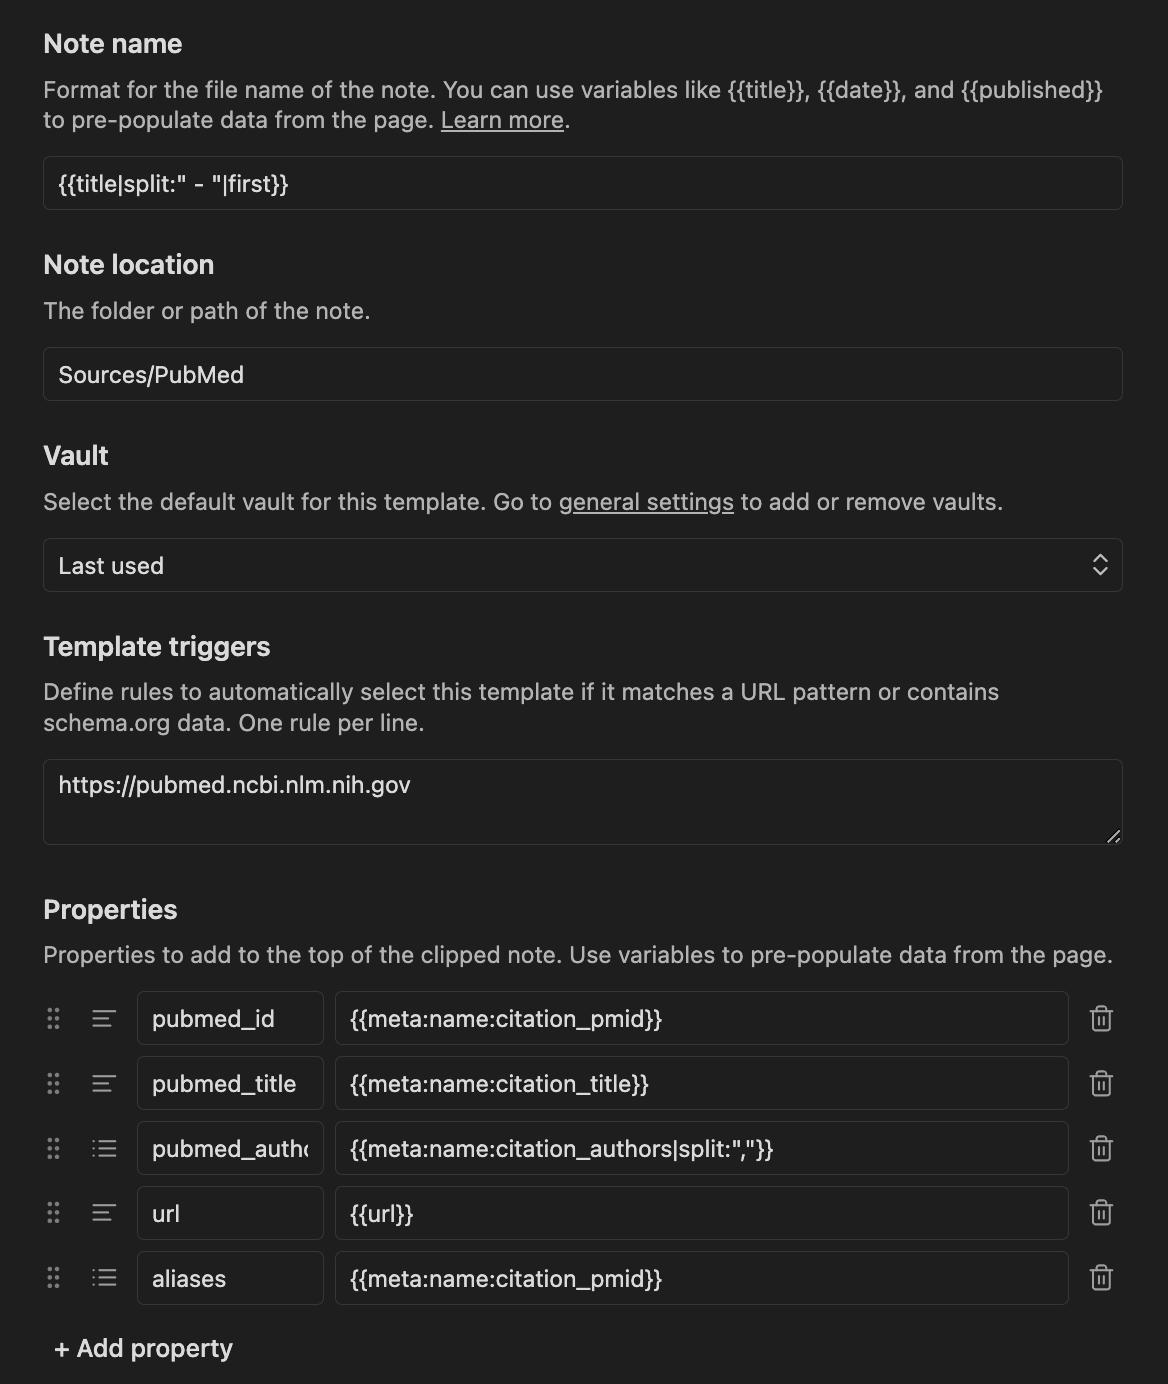 Note name
Format for the file name of the note. You can use variables like {{title}}, {{date}}, and {{published}}
to pre-populate data from the page. Learn more.
{{title|split:" - "|first}}
Note location
The folder or path of the note.
Sources/PubMed
Vault
Select the default vault for this template. Go to general settings to add or remove vaults.
Last used
Template triggers
Define rules to automatically select this template if it matches a URL pattern or contains
schema.org data. One rule per line.
https://pubmed.ncbi.nlm.nih.gov
Properties
Properties to add to the top of the clipped note. Use variables to pre-populate data from the page.
pubmed_id {{meta:name:citation_pmid}}
pubmed_title {{meta:name:citation_title}}
pubmed_autho {{meta:name:citation_authors|split:","}}
url {{url}}
aliases {{meta:name:citation_pmid}}
+ Add property